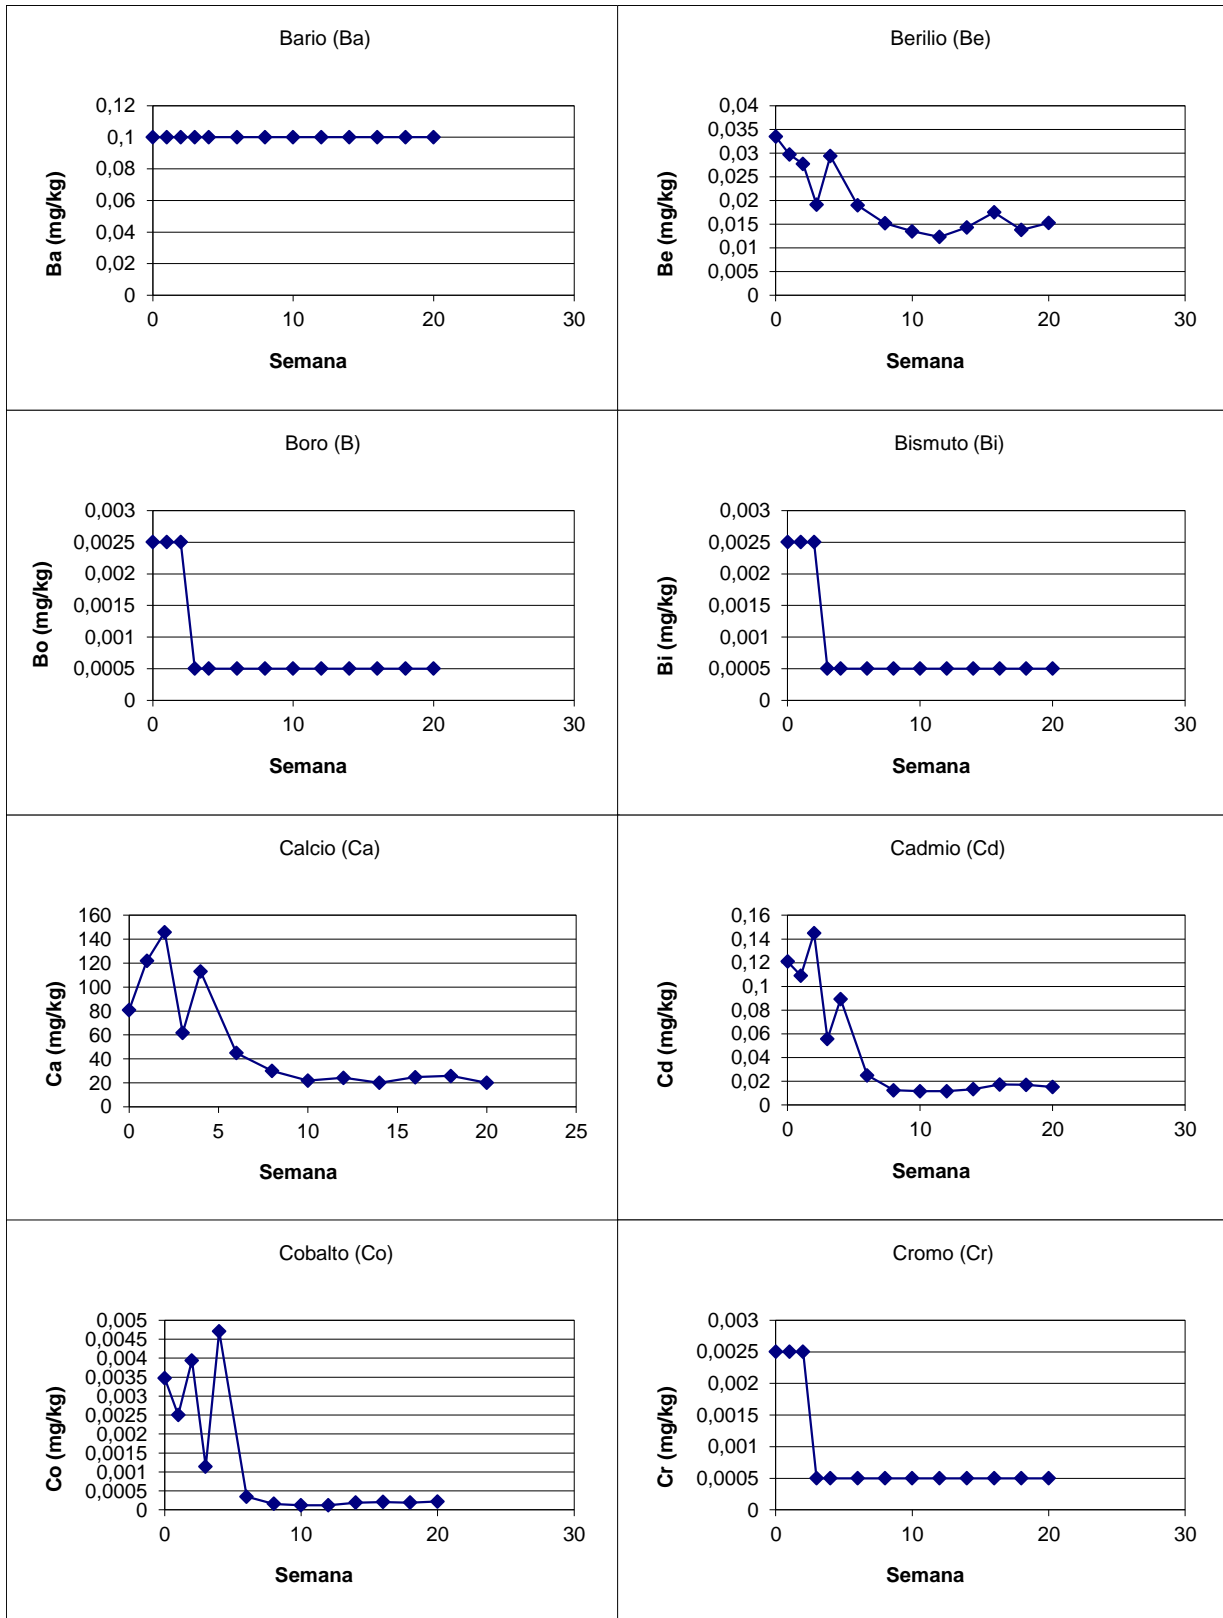 Bario (Ba)
0,12
0,1
0,08
0,06
0,04
0,02
0
0 10 20 30
Ba (mg/kg)
Semana
Berilio (Be)
0,04
0,035
0,03
0,025
0,02
0,015
0,01
0,005
0
0 10 20 30
Be (mg/kg)
Semana
Boro (B)
0,003
0,0025
0,002
0,0015
0,001
0,0005
0
0 10 20 30
Bo (mg/kg)
Semana
Bismuto (Bi)
0,003
0,0025
0,002
0,0015
0,001
0,0005
0
0 10 20 30
Bi (mg/kg)
Semana
Calcio (Ca)
160
140
120
100
80
60
40
20
0
0 5 10 15 20 25
Ca (mg/kg)
Semana
Cadmio (Cd)
0,16
0,14
0,12
0,1
0,08
0,06
0,04
0,02
0
0 10 20 30
Cd (mg/kg)
Semana
Cobalto (Co)
0,005
0,0045
0,004
0,0035
0,003
0,0025
0,002
0,0015
0,001
0,0005
0
0 10 20 30
Co (mg/kg)
Semana
Cromo (Cr)
0,003
0,0025
0,002
0,0015
0,001
0,0005
0
0 10 20 30
Cr (mg/kg)
Semana